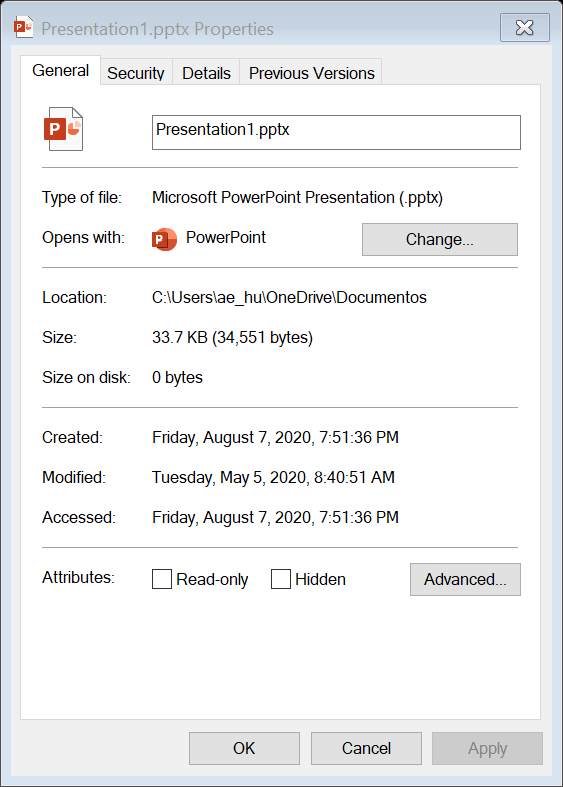 Presentation1.pptx Properties
General Security Details Previous Versions
Presentation1.pptx
Type of file: Microsoft PowerPoint Presentation (.pptx)
Opens with: PowerPoint Change...
Location: C:\Users\ae_hu\OneDrive\Documentos
Size: 33.7 KB (34,551 bytes)
Size on disk: 0 bytes
Created: Friday, August 7, 2020, 7:51:36 PM
Modified: Tuesday, May 5, 2020, 8:40:51 AM
Accessed: Friday, August 7, 2020, 7:51:36 PM
Attributes: Read-only Hidden Advanced...
OK Cancel Apply